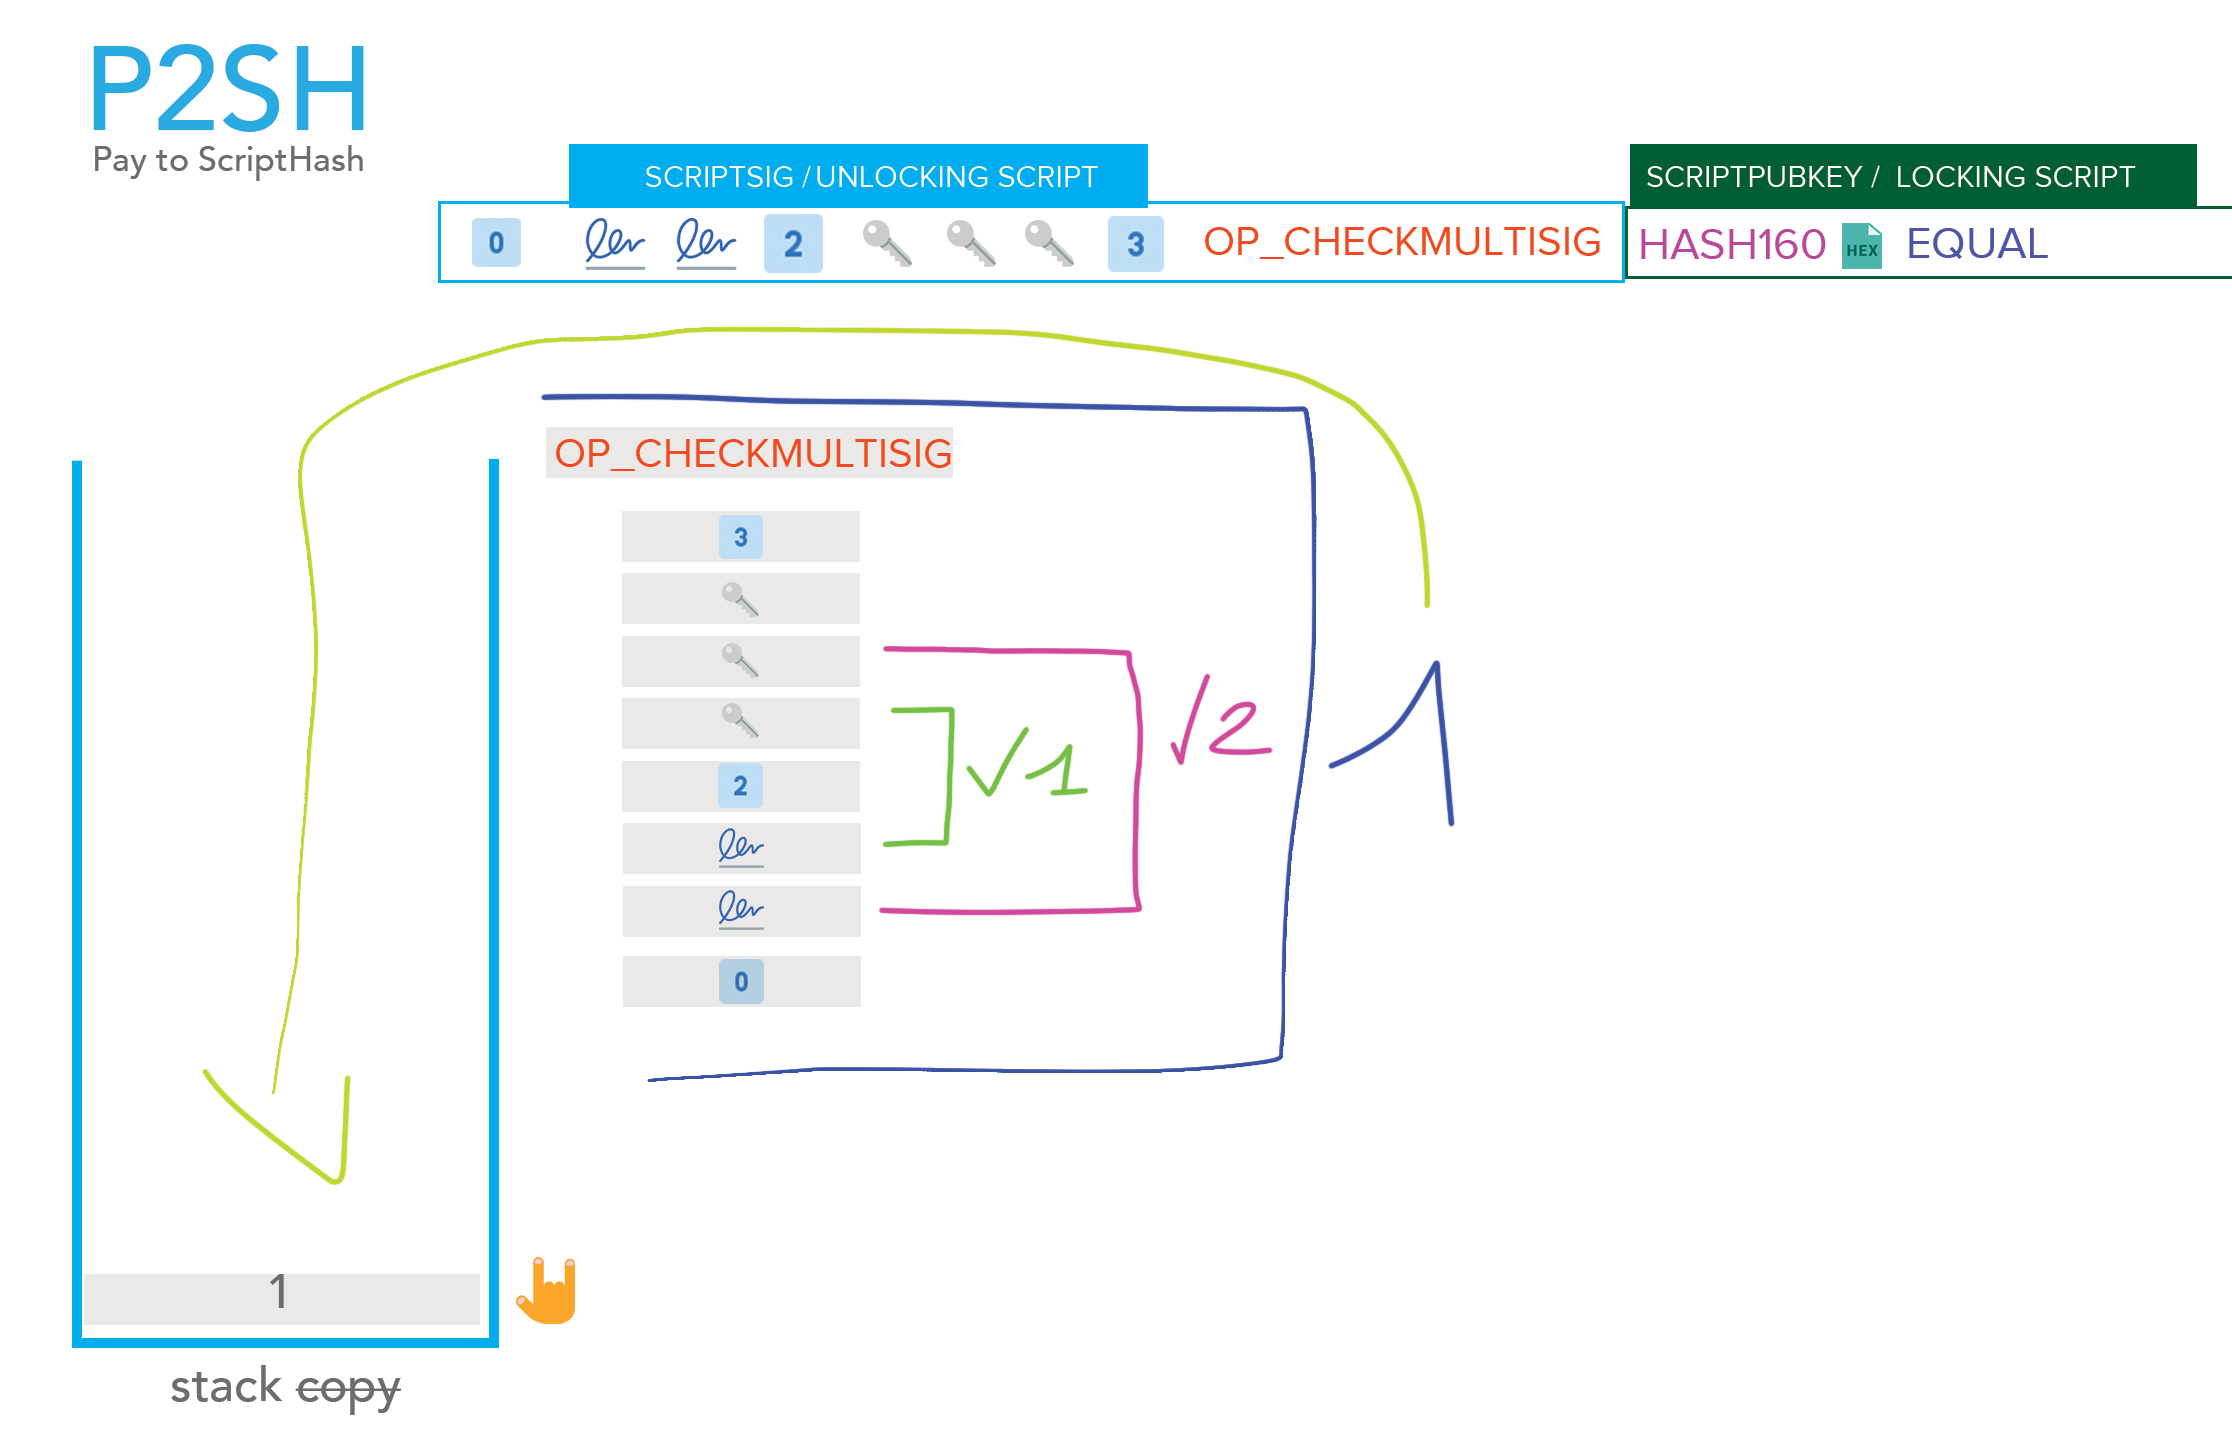 P2SH
Pay to ScriptHash
SCRIPTSIG / UNLOCKING SCRIPT
SCRIPTPUBKEY / LOCKING SCRIPT
0 2 3 OP_CHECKMULTISIG HASH160 HEX EQUAL
OP_CHECKMULTISIG
3
√2
√1
1
2
0
1
stack copy